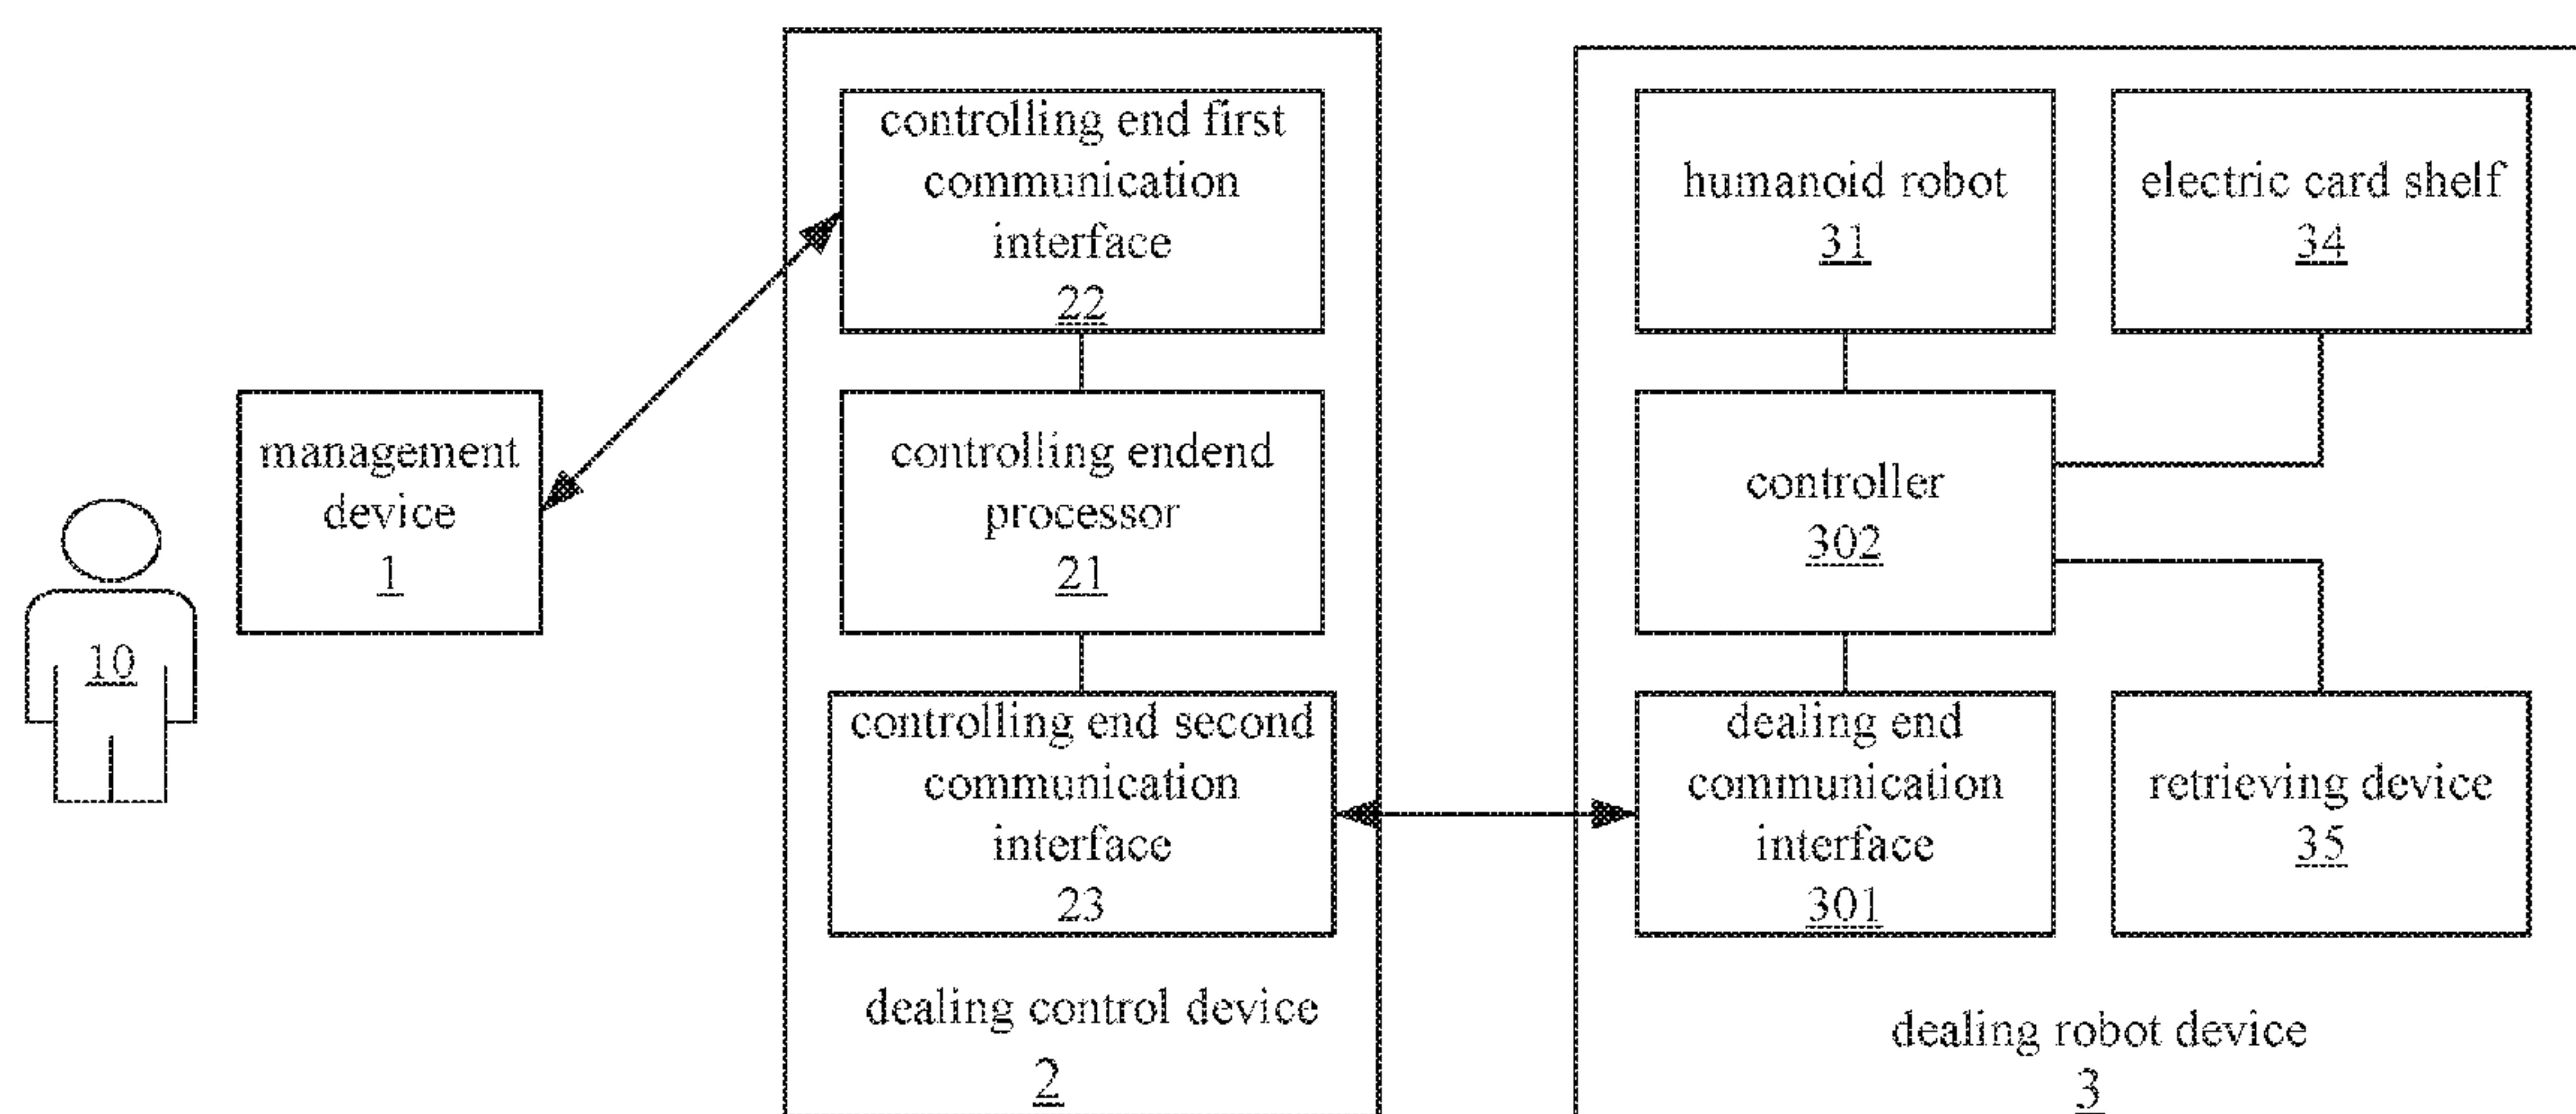 10
management
device
1
controlling end first
communication
interface
22
controlling endend
processor
21
controlling end second
communication
interface
23
dealing control device
2
humanoid robot
31
electric card shelf
34
controller
302
dealing end
communication
interface
301
retrieving device
35
dealing robot device
3